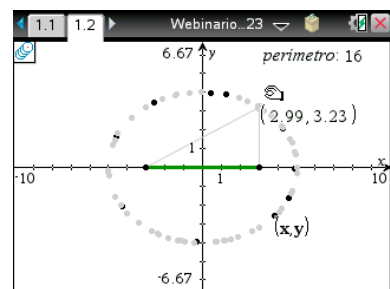 1.1 1.2 Webinario...23
6.67 y perimetro: 16
(2.99, 3.23)
1
x
-10 1 10
(x,y)
-6.67